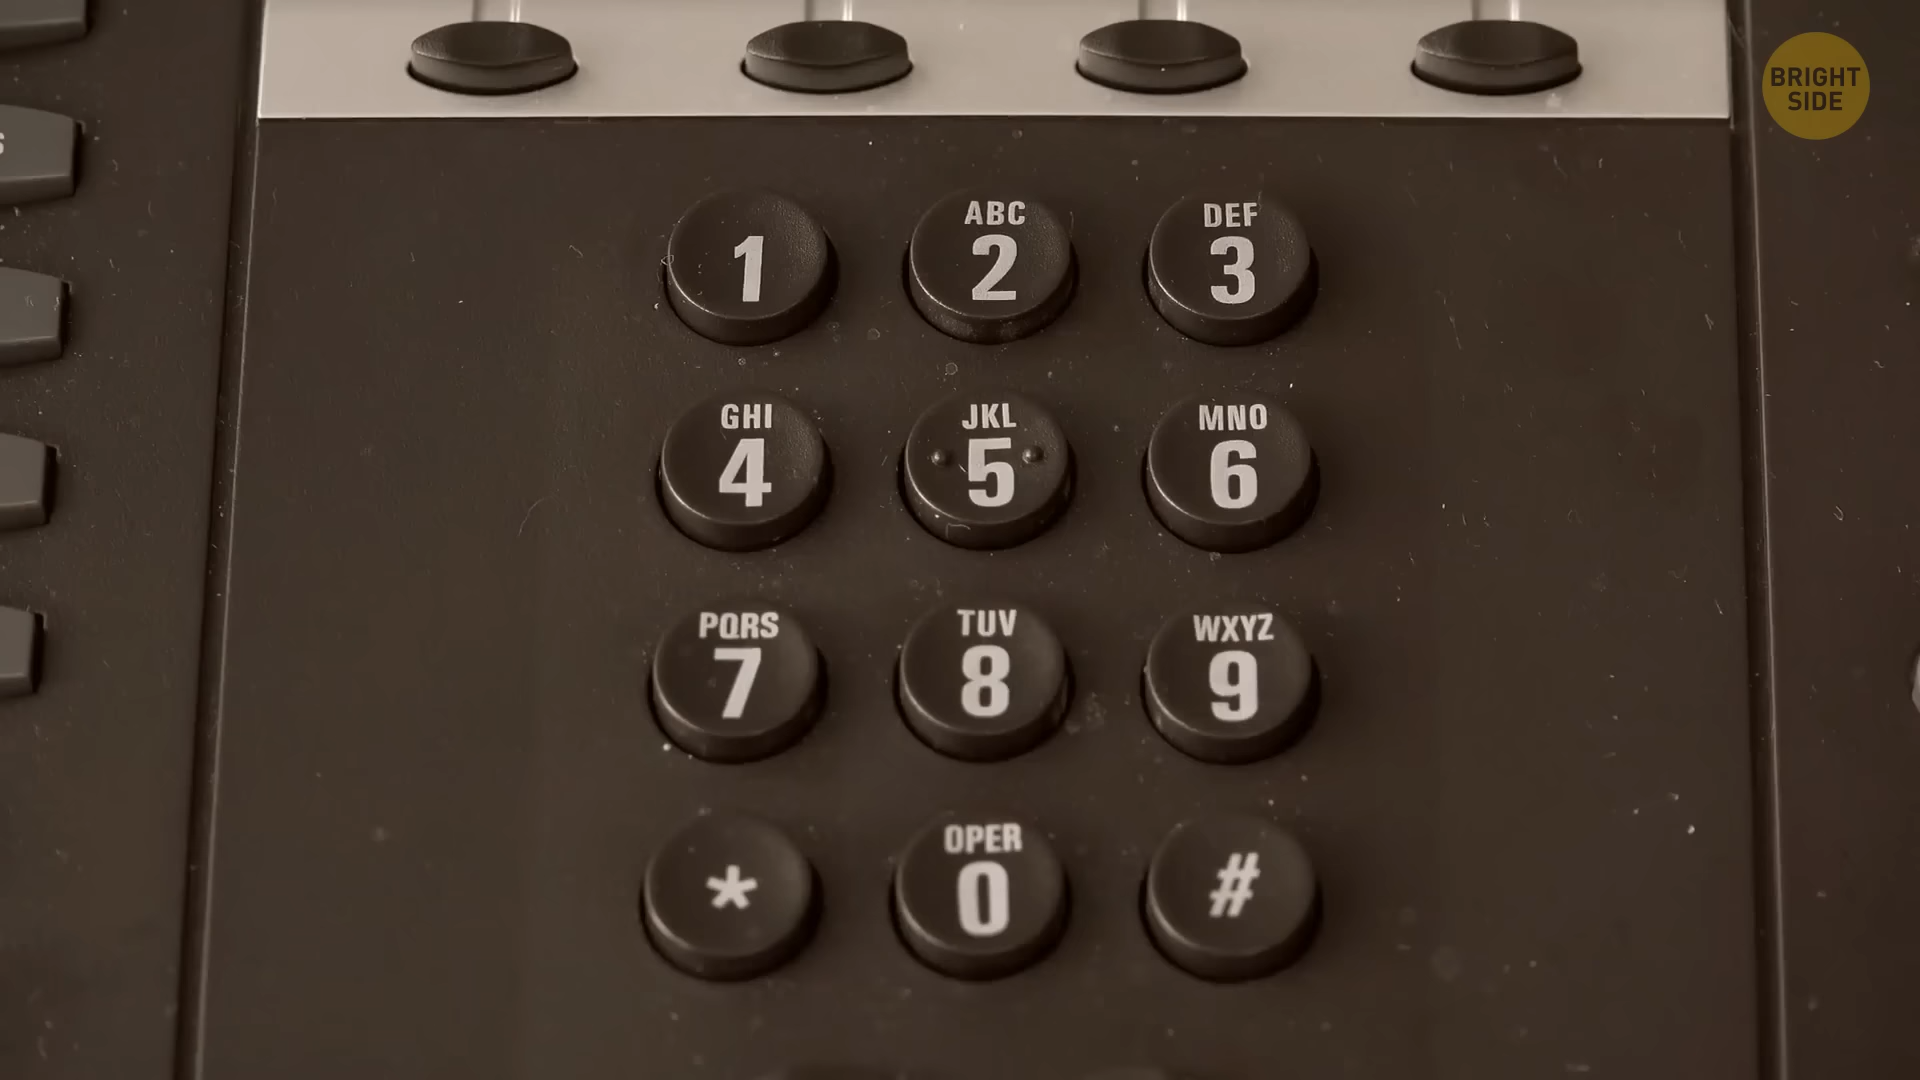 BRIGHT
SIDE
1
ABC
2
DEF
3
GHI
4
JKL
5
MNO
6
PQRS
7
TUV
8
WXYZ
9
*
OPER
0
#